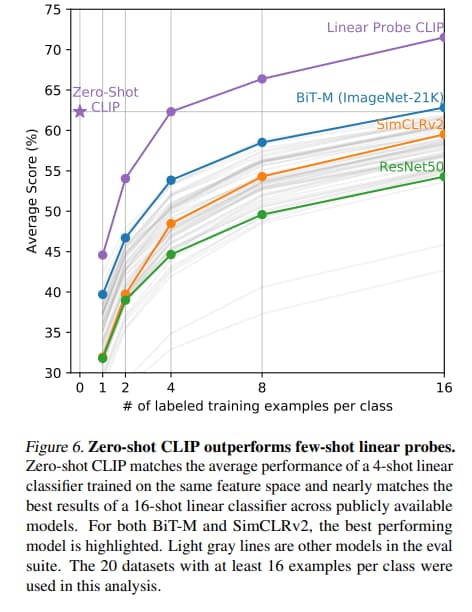 75
70
65
60
55
50
45
40
35
30
Average Score (%)
Linear Probe CLIP
Zero-Shot
CLIP
BiT-M (ImageNet-21K)
SimCLRv2
ResNet50
0 1 2 4 8 16
# of labeled training examples per class
Figure 6. Zero-shot CLIP outperforms few-shot linear probes.
Zero-shot CLIP matches the average performance of a 4-shot linear
classifier trained on the same feature space and nearly matches the
best results of a 16-shot linear classifier across publicly available
models. For both BiT-M and SimCLRv2, the best performing
model is highlighted. Light gray lines are other models in the eval
suite. The 20 datasets with at least 16 examples per class were
used in this analysis.